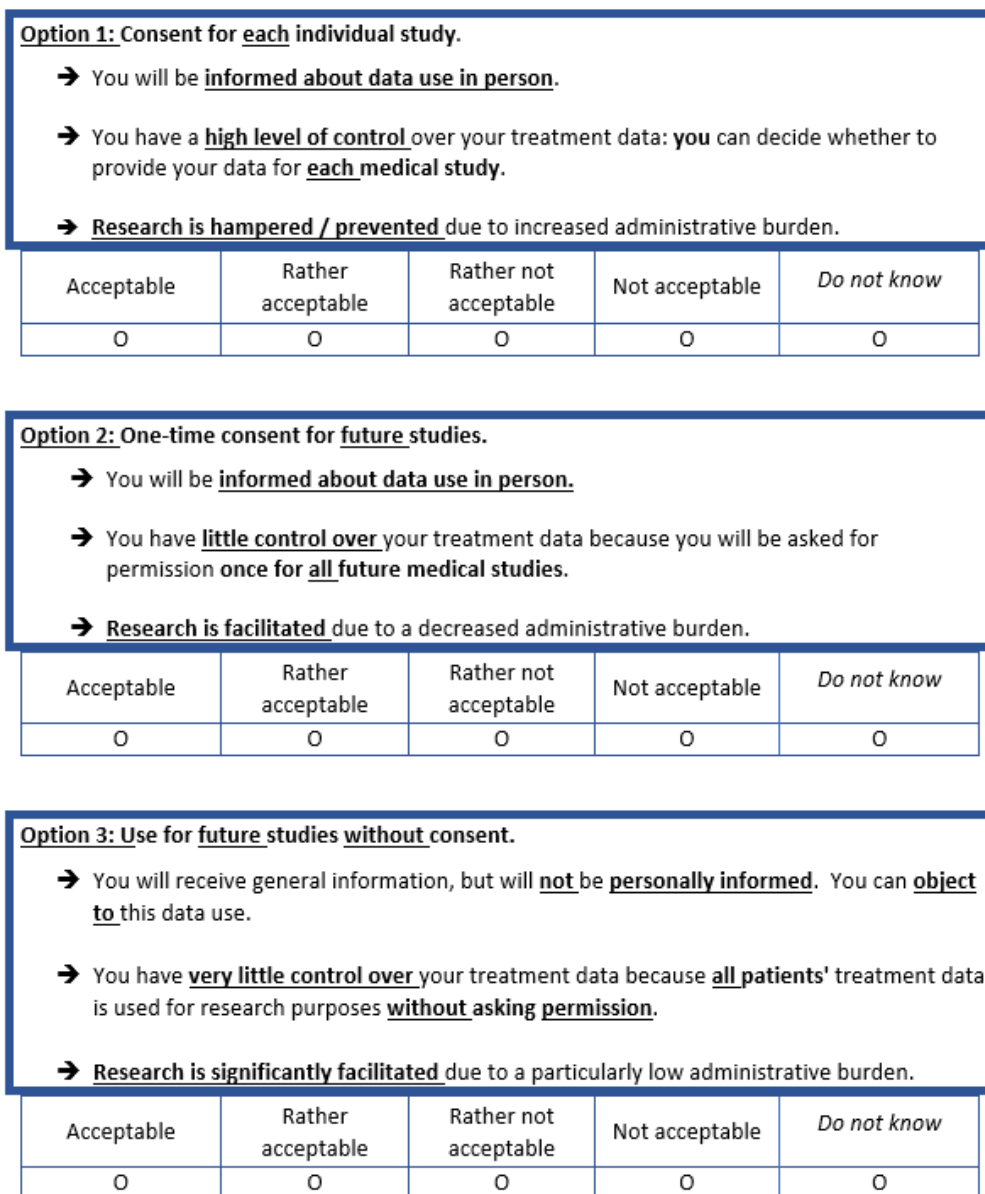 Option 1: Consent for each individual study.
➔ You will be informed about data use in person.
➔ You have a high level of control over your treatment data: you can decide whether to
provide your data for each medical study.
➔ Research is hampered / prevented due to increased administrative burden.
Acceptable Rather acceptable Rather not acceptable Not acceptable Do not know
O O O O O
Option 2: One-time consent for future studies.
➔ You will be informed about data use in person.
➔ You have little control over your treatment data because you will be asked for
permission once for all future medical studies.
➔ Research is facilitated due to a decreased administrative burden.
Acceptable Rather acceptable Rather not acceptable Not acceptable Do not know
O O O O O
Option 3: Use for future studies without consent.
➔ You will receive general information, but will not be personally informed. You can object
to this data use.
➔ You have very little control over your treatment data because all patients' treatment data
is used for research purposes without asking permission.
➔ Research is significantly facilitated due to a particularly low administrative burden.
Acceptable Rather acceptable Rather not acceptable Not acceptable Do not know
O O O O O